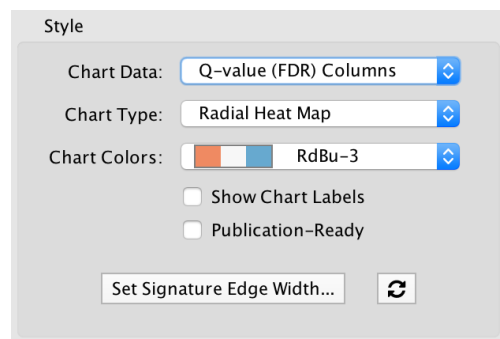 Style
Chart Data: Q-value (FDR) Columns
Chart Type: Radial Heat Map
Chart Colors: RdBu-3
Show Chart Labels
Publication-Ready
Set Signature Edge Width...